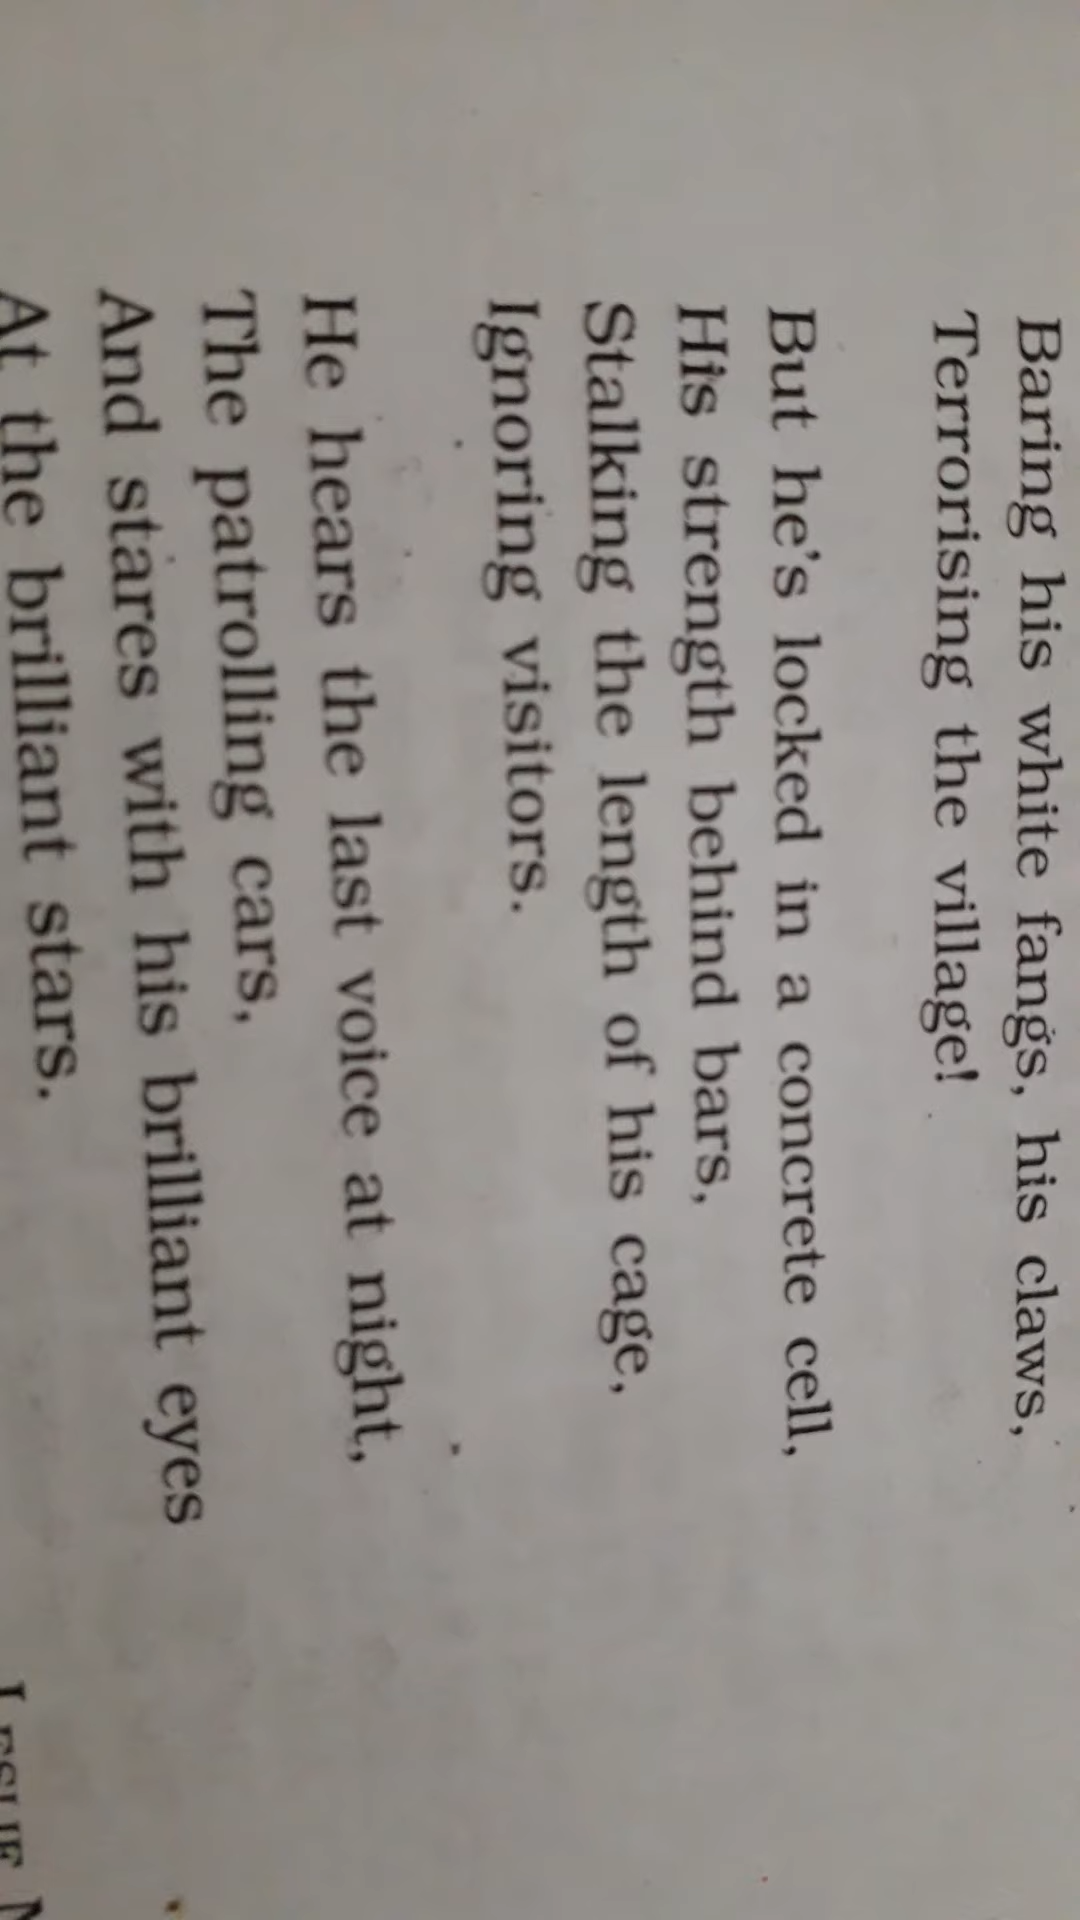 Baring his white fangs, his claws,
Terrorising the village!
But he's locked in a concrete cell,
His strength behind bars,
Stalking the length of his cage,
Ignoring visitors.
He hears the last voice at night,
The patrolling cars,
And stares with his brilliant eyes
At the brilliant stars.
LESLIE N